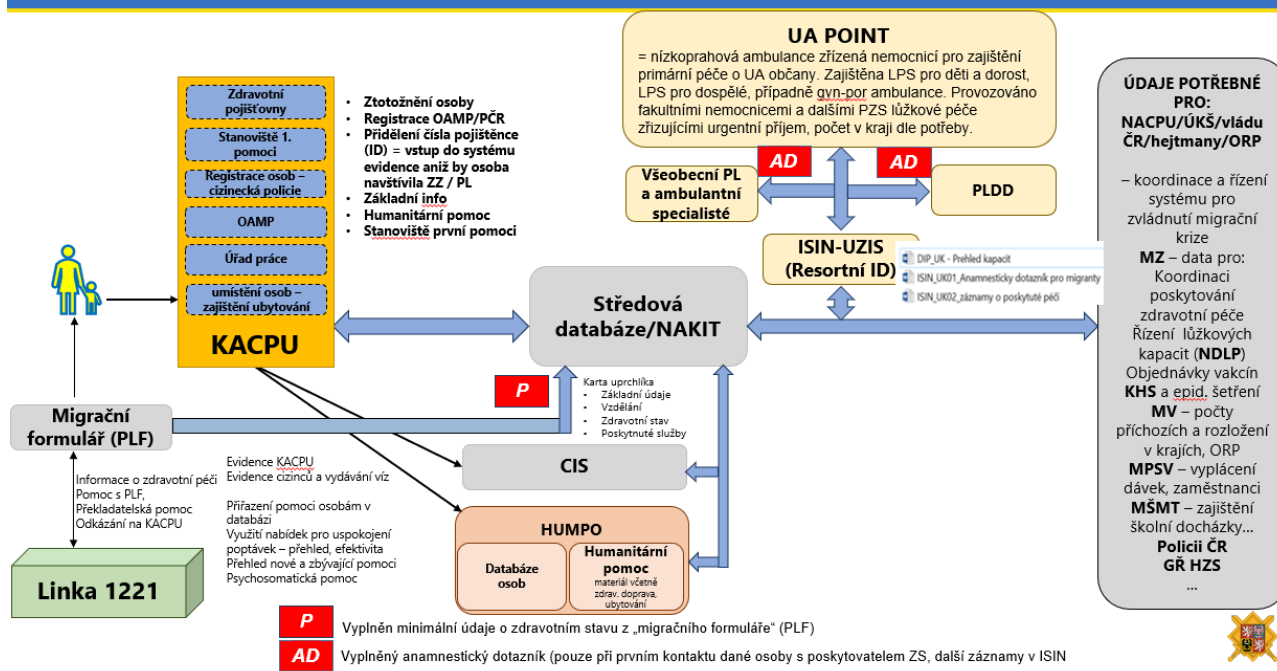 UA POINT
= nízkoprahová ambulance zřízená nemocnicí pro zajištění
primární péče o UA občany. Zajištěna LPS pro děti a dorost,
LPS pro dospělé, případně gyn-por ambulance. Provozováno
fakultními nemocnicemi a dalšími PZS lůžkové péče
zřizujícími urgentní příjem, počet v kraji dle potřeby.
Zdravotní
pojišťovny
Stanoviště 1.
pomoci
Registrace osob –
cizinecká policie
OAMP
Úřad práce
umístění osob -
zajištění ubytování
KACPU
• Ztotožnění osoby
• Registrace OAMP/PČR
• Přidělení čísla pojištěnce
(ID) = vstup do systému
evidence aniž by osoba
navštívila ZZ / PL
• Základní info
• Humanitární pomoc
• Stanoviště první pomoci
AD
AD
Všeobecní PL
a ambulantní
specialisté
PLDD
ISIN-UZIS
(Resortní ID)
DIP_UK - Prehled kapacit
ISIN_UK01_Anamnesticky dotazník pro migranty
ISIN_UK02_záznamy o poskytuté péči
Středová
databáze/NAKIT
P
Karta uprchlíka
• Základní údaje
• Vzdělání
• Zdravotní stav
• Poskytnuté služby
Migrační
formulář (PLF)
Informace o zdravotní péči
Pomoc s PLF,
Překladatelská pomoc
Odkázání na KACPU
Linka 1221
Evidence KACPU
Evidence cizinců a vydávání víz
Přiřazení pomoci osobám v
databázi
Využití nabídek pro uspokojení
poptávek – přehled, efektivita
Přehled nové a zbývající pomoci
Psychosomatická pomoc
CIS
HUMPO
Databáze
osob
Humanitární
pomoc
materiál včetně
zdrav. doprava,
ubytování
ÚDAJE POTŘEBNÉ
PRO:
NACPU/ÚKŠ/vládu
ČR/hejtmany/ORP
– koordinace a řízení
systému pro
zvládnutí migrační
krize
MZ – data pro:
Koordinaci
poskytování
zdravotní péče
Řízení lůžkových
kapacit (NDLP)
Objednávky vakcín
KHS a epid. šetření
MV – počty
příchozích a rozložení
v krajích, ORP
MPSV – vyplácení
dávek, zaměstnanci
MŠMT – zajištění
školní docházky...
Policii ČR
GŘ HZS
...
P
Vyplněn minimální údaje o zdravotním stavu z „migračního formuláře" (PLF)
AD
Vyplněný anamnestický dotazník (pouze při prvním kontaktu dané osoby s poskytovatelem ZS, další záznamy v ISIN